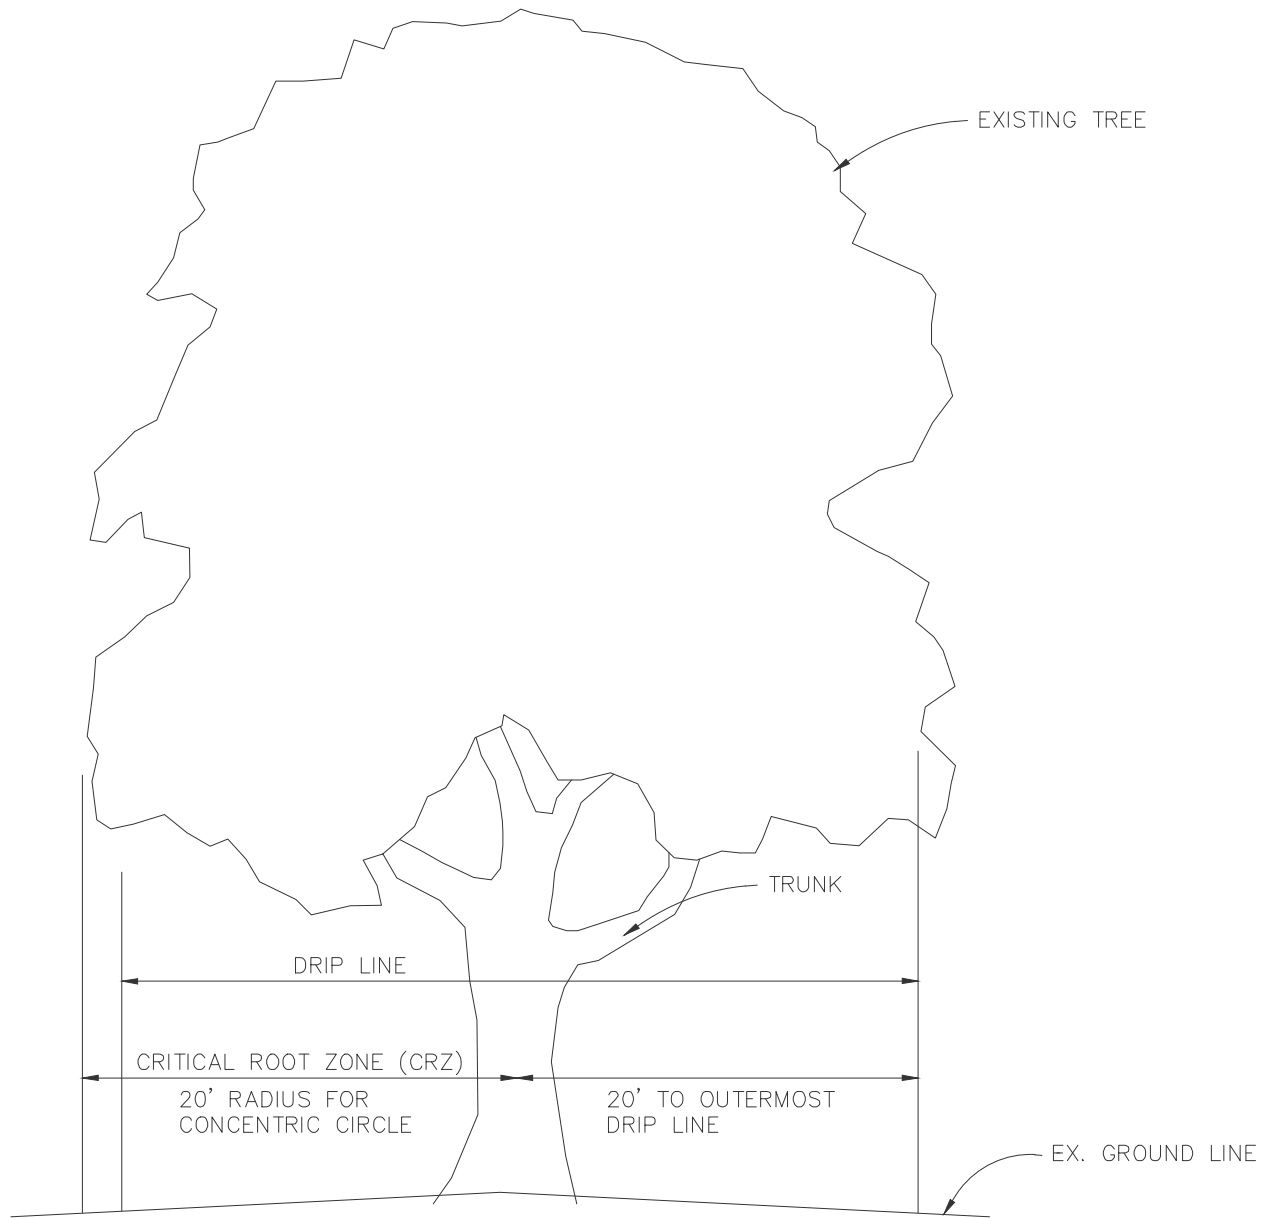 EXISTING TREE
TRUNK
DRIP LINE
CRITICAL ROOT ZONE (CRZ)
20' RADIUS FOR
CONCENTRIC CIRCLE
20' TO OUTERMOST
DRIP LINE
EX. GROUND LINE